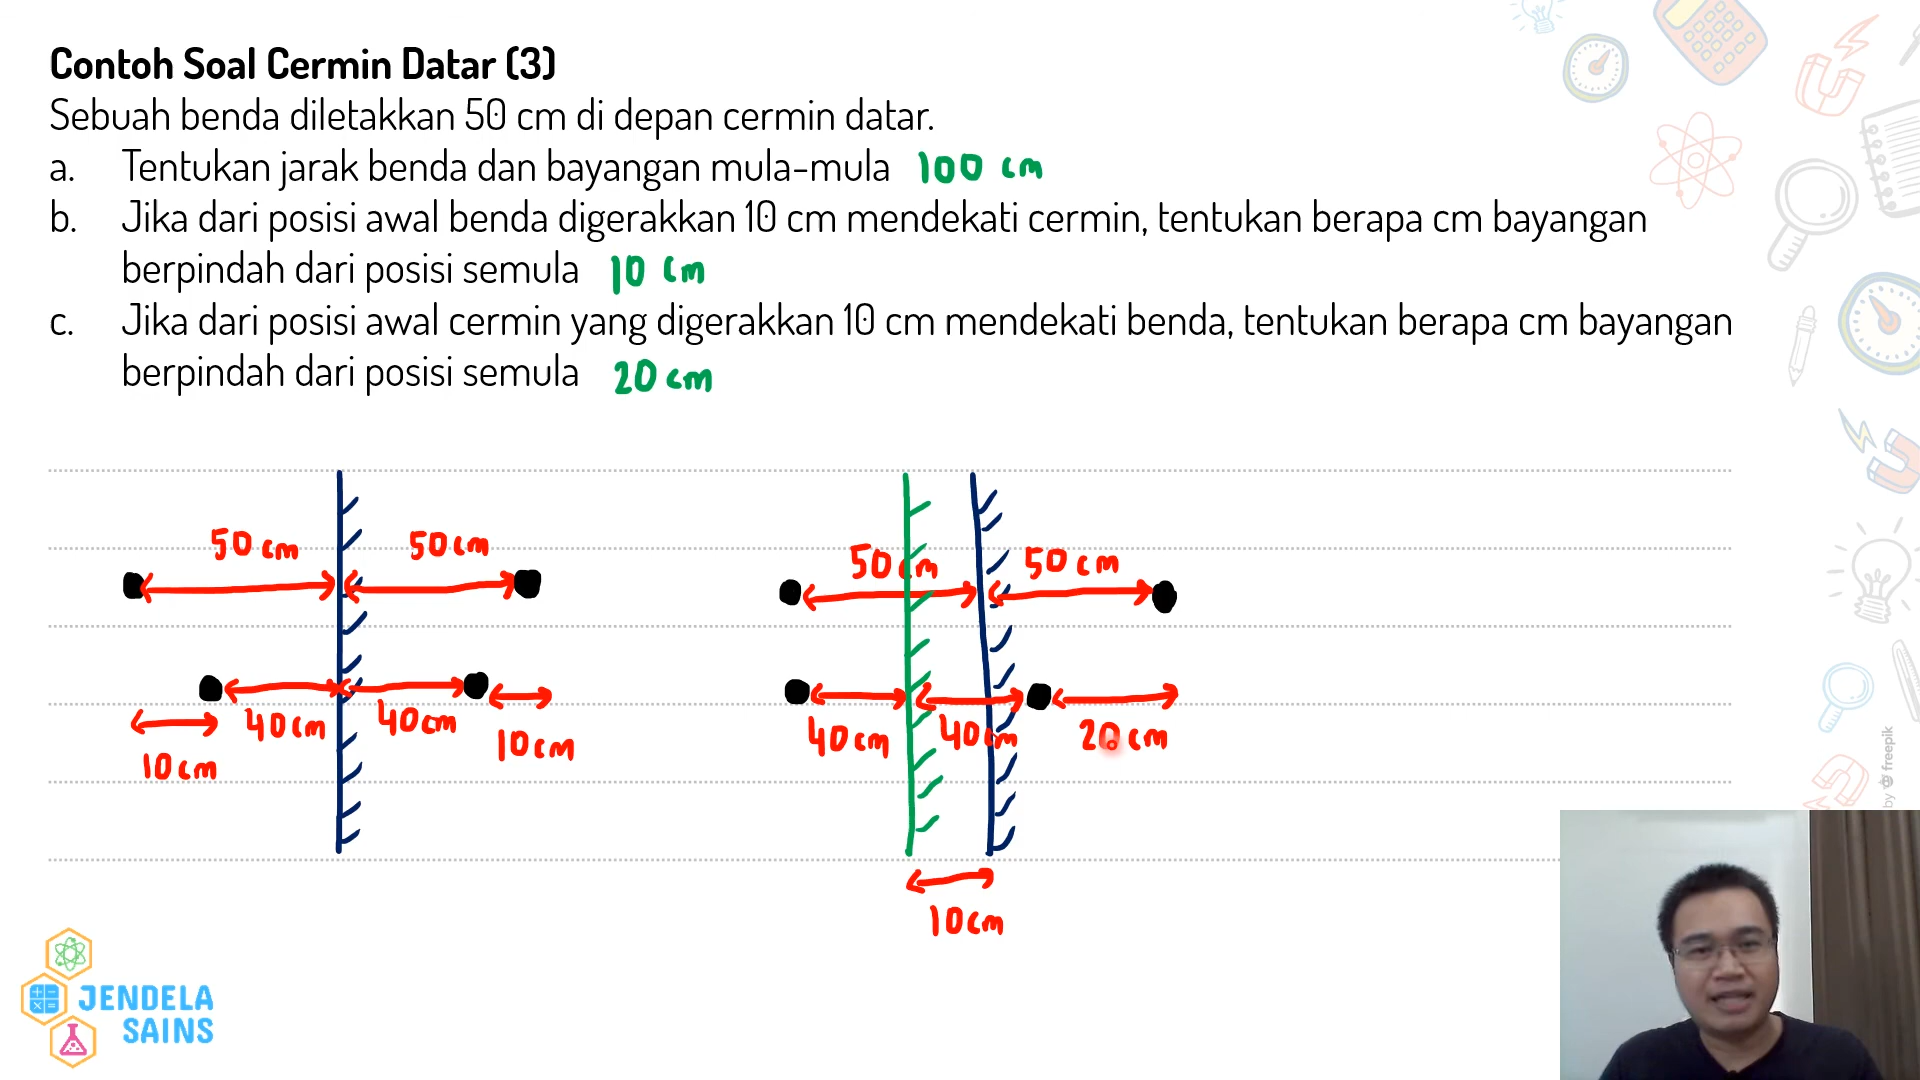 Contoh Soal Cermin Datar (3)
Sebuah benda diletakkan 50 cm di depan cermin datar.
a. Tentukan jarak benda dan bayangan mula-mula 100 cm
b. Jika dari posisi awal benda digerakkan 10 cm mendekati cermin, tentukan berapa cm bayangan
berpindah dari posisi semula 10 cm
c. Jika dari posisi awal cermin yang digerakkan 10 cm mendekati benda, tentukan berapa cm bayangan
berpindah dari posisi semula 20 cm
50 cm 50 cm
50 cm 50 cm
40 cm 40 cm
10 cm 10 cm
40 cm 40 cm 20 cm
10 cm
by freepik
JENDELA
SAINS